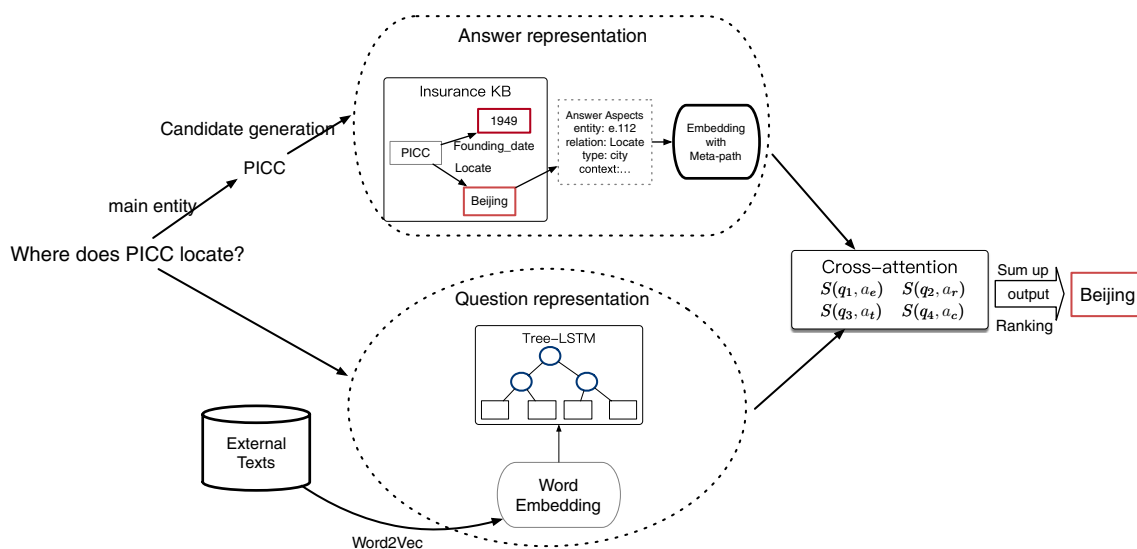 Answer representation
Insurance KB
1949
Founding_date
PICC
Locate
Beijing
Answer Aspects
entity: e.112
relation: Locate
type: city
context:...
Embedding
with
Meta-path
Candidate generation
PICC
main entity
Where does PICC locate?
Question representation
Tree-LSTM
Word
Embedding
External
Texts
Word2Vec
Cross-attention
S(q₁, aₑ) S(q₂, aᵣ)
S(q₃, aₜ) S(q₄, a_c)
Sum up
output
Ranking
Beijing